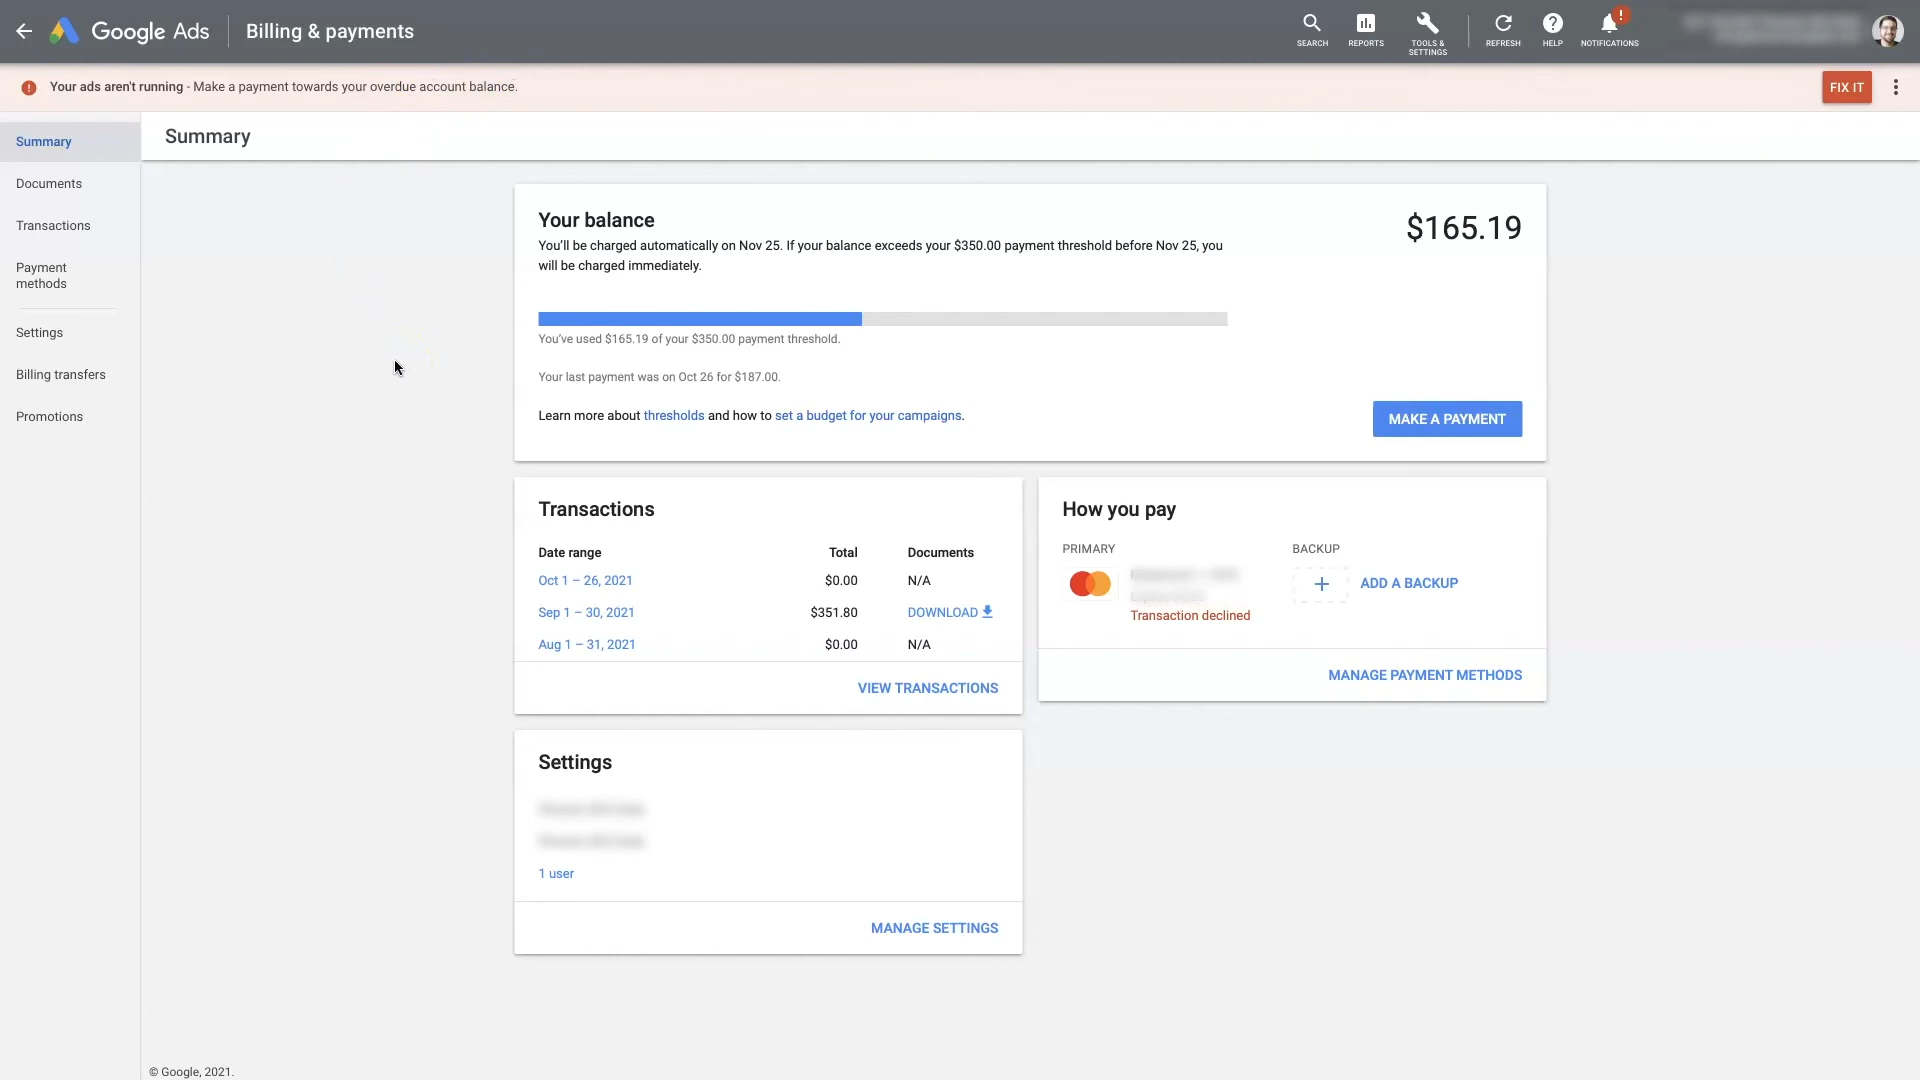 Google Ads
Billing & payments
SEARCH
REPORTS
TOOLS &
SETTINGS
REFRESH
HELP
!
NOTIFICATIONS
! Your ads aren't running - Make a payment towards your overdue account balance.
FIX IT
Summary
Documents
Transactions
Payment
methods
Settings
Billing transfers
Promotions
Summary
Your balance
$165.19
You'll be charged automatically on Nov 25. If your balance exceeds your $350.00 payment threshold before Nov 25, you
will be charged immediately.
You've used $165.19 of your $350.00 payment threshold.
Your last payment was on Oct 26 for $187.00.
Learn more about thresholds and how to set a budget for your campaigns.
MAKE A PAYMENT
Transactions
Date range Total Documents
Oct 1 – 26, 2021 $0.00 N/A
Sep 1 – 30, 2021 $351.80 DOWNLOAD
Aug 1 – 31, 2021 $0.00 N/A
VIEW TRANSACTIONS
How you pay
PRIMARY
Transaction declined
BACKUP
+ ADD A BACKUP
MANAGE PAYMENT METHODS
Settings
1 user
MANAGE SETTINGS
© Google, 2021.